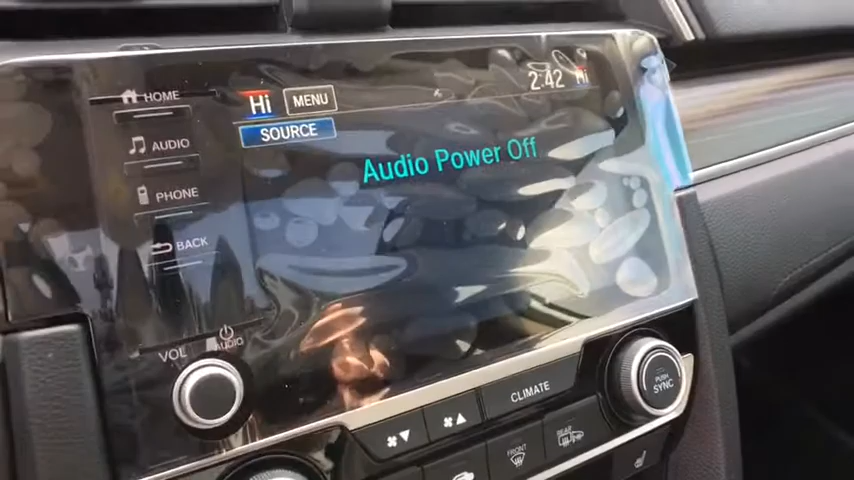 HOME
Hi MENU 2:42 Hi
SOURCE
AUDIO
Audio Power Off
PHONE
BACK
VOL AUDIO
PUSH
SYNC
CLIMATE
FRONT REAR